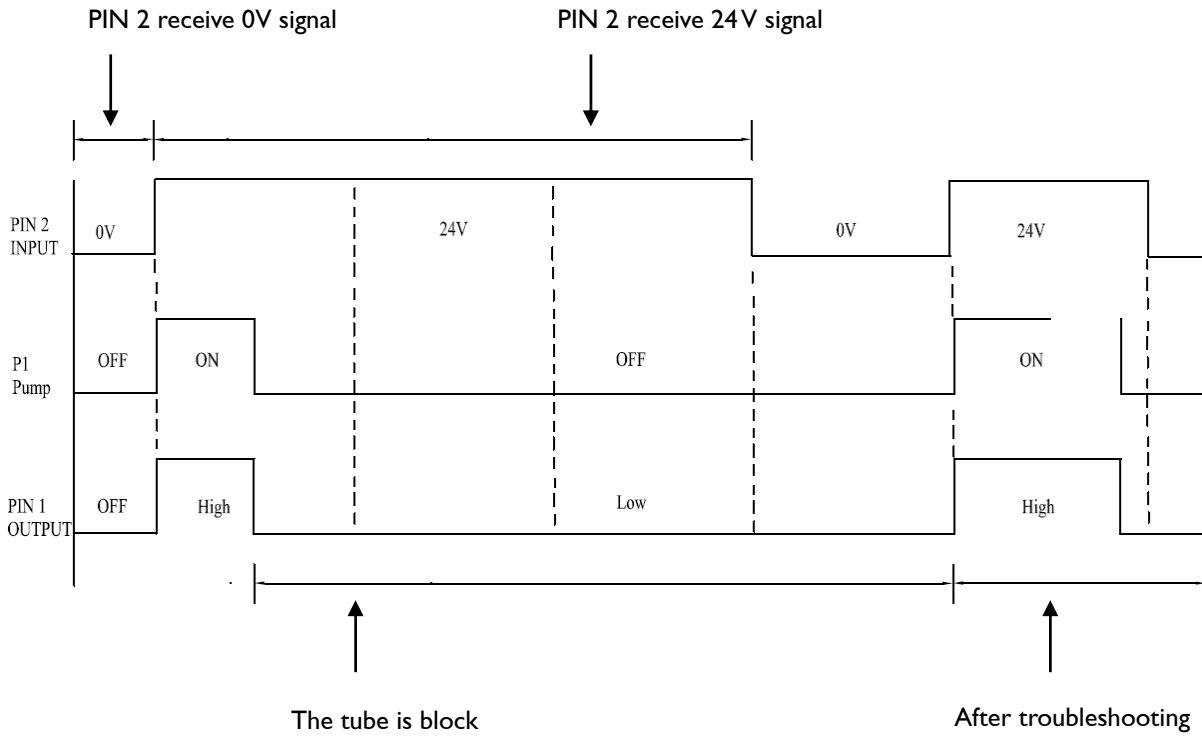 PIN 2 receive 0V signal
PIN 2 receive 24 V signal
PIN 2
INPUT
0V
24V
0V
24V
P1
Pump
OFF
ON
OFF
ON
PIN 1
OUTPUT
OFF
High
Low
High
The tube is block
After troubleshooting